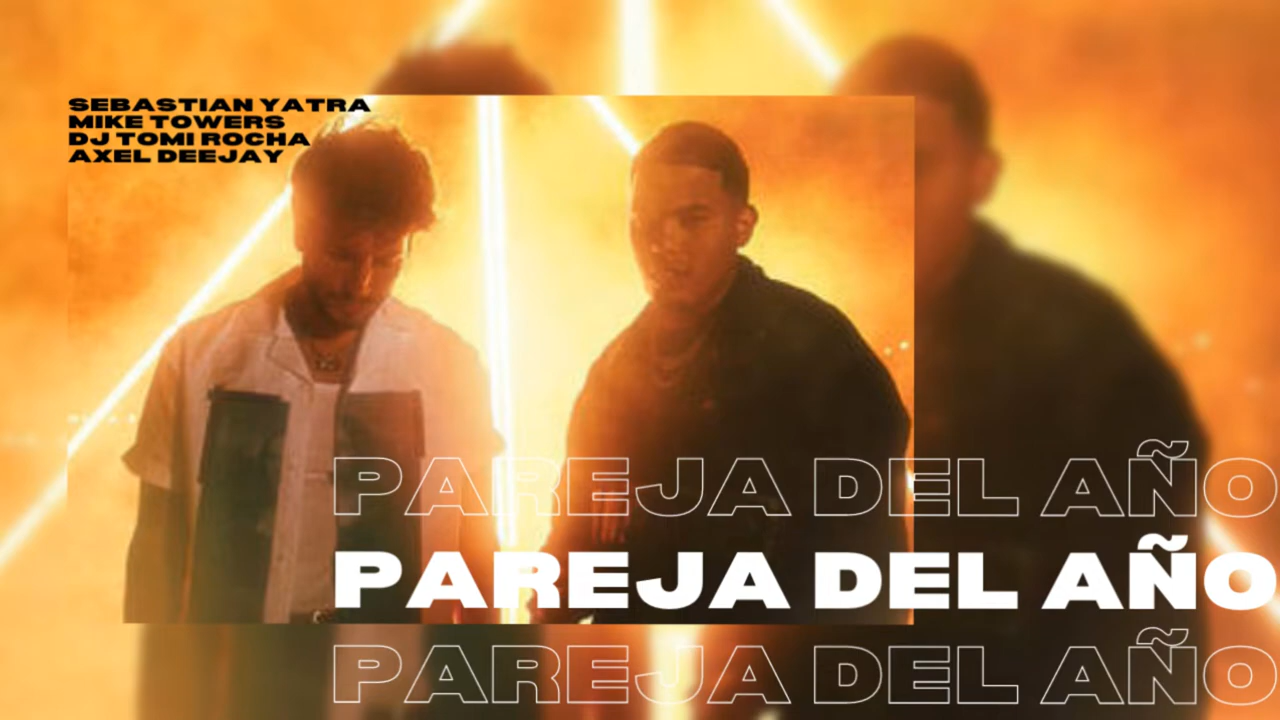 SEBASTIAN YATRA
MIKE TOWERS
DJ TOMI ROCHA
AXEL DEEJAY
PAREJA DEL AÑO
PAREJA DEL AÑO
PAREJA DEL AÑO